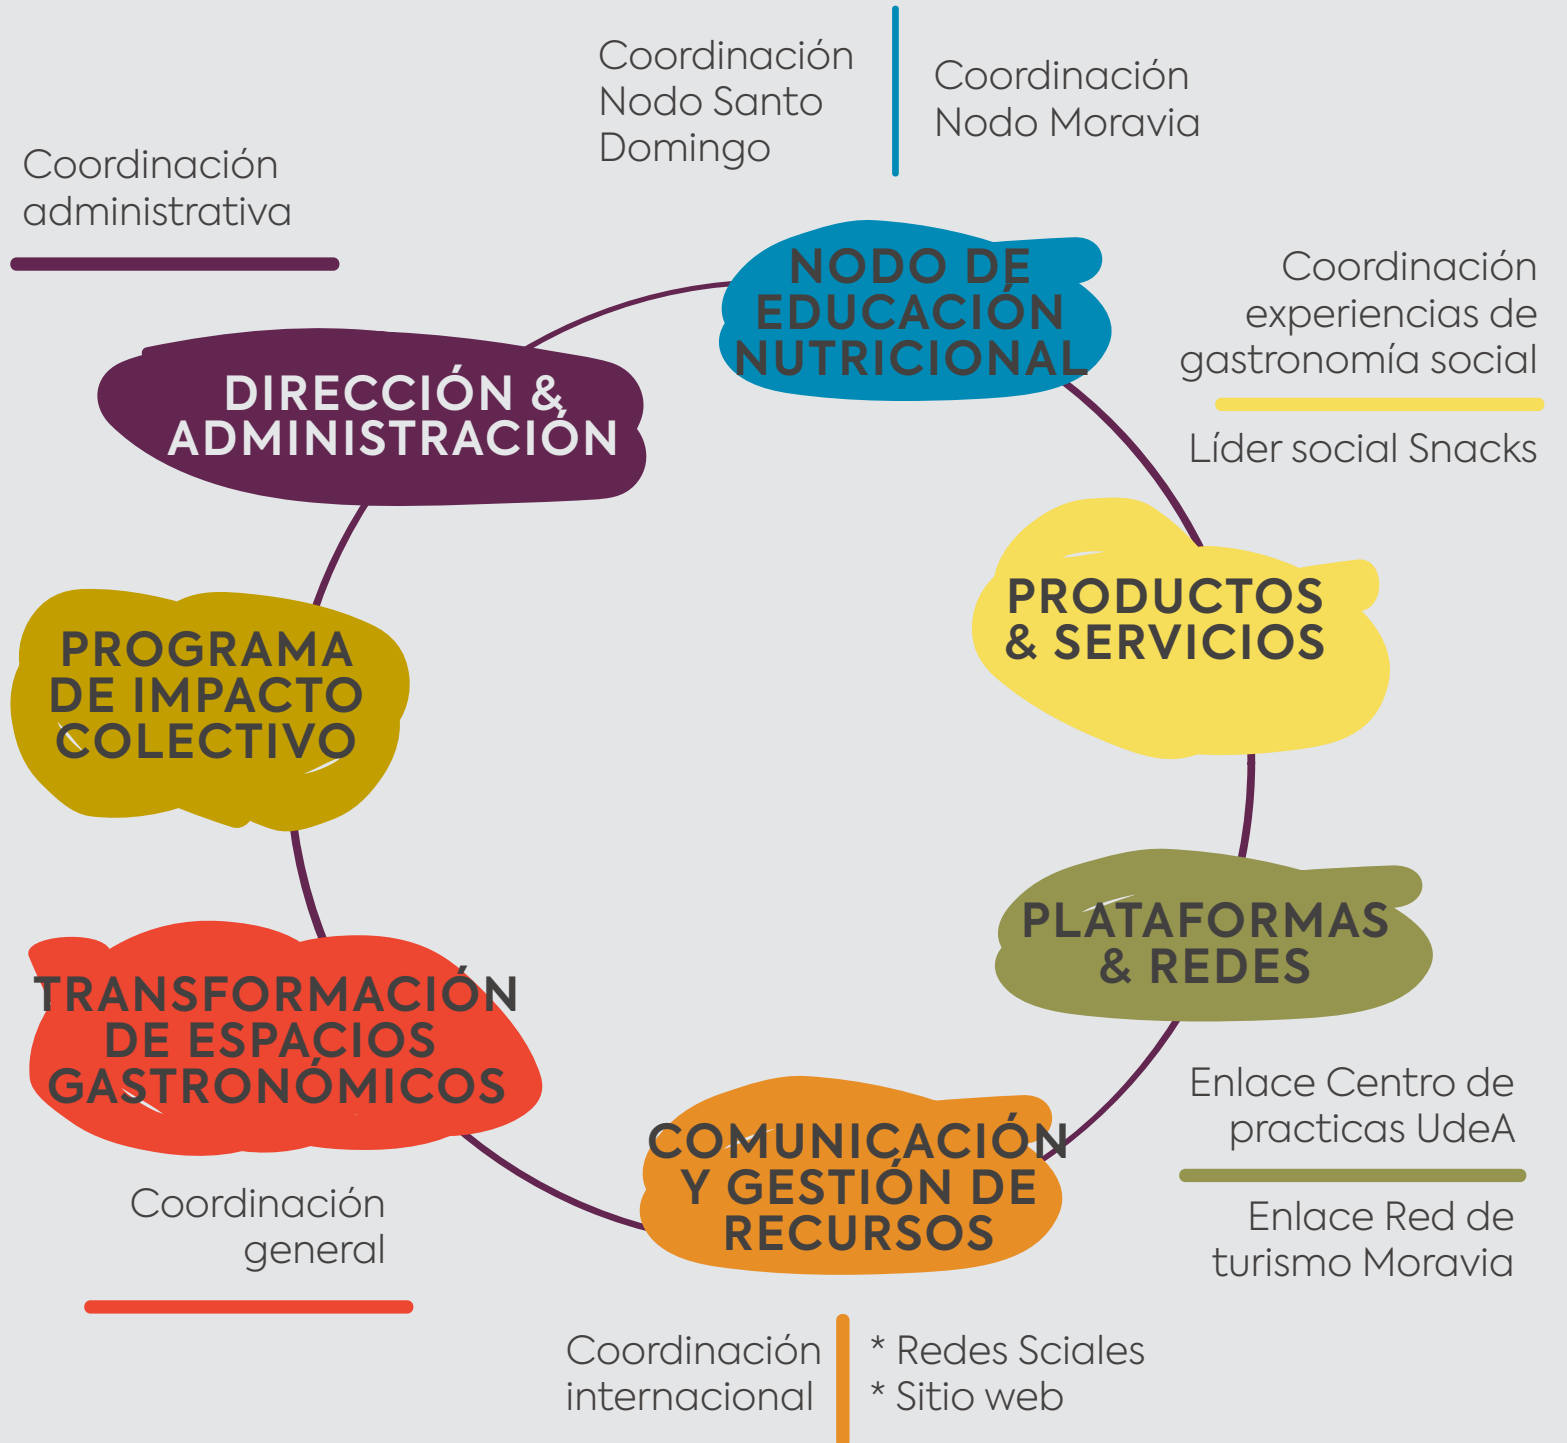 Coordinación
Nodo Santo
Domingo
Coordinación
Nodo Moravia
Coordinación
administrativa
NODO DE
EDUCACIÓN
NUTRICIONAL
Coordinación
experiencias de
gastronomía social
Líder social Snacks
DIRECCIÓN &
ADMINISTRACIÓN
PRODUCTOS
& SERVICIOS
PROGRAMA
DE IMPACTO
COLECTIVO
PLATAFORMAS
& REDES
Enlace Centro de
practicas UdeA
Enlace Red de
turismo Moravia
TRANSFORMACIÓN
DE ESPACIOS
GASTRONÓMICOS
Coordinación
general
COMUNICACIÓN
Y GESTIÓN DE
RECURSOS
Coordinación
internacional
* Redes Sciales
* Sitio web